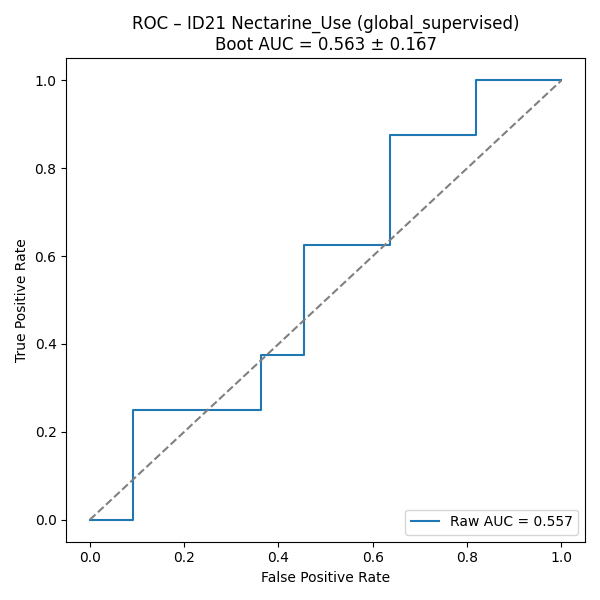 ROC – ID21 Nectarine_Use (global_supervised)
Boot AUC = 0.563 ± 0.167
1.0
0.8
0.6
0.4
0.2
0.0
True Positive Rate
Raw AUC = 0.557
0.0 0.2 0.4 0.6 0.8 1.0
False Positive Rate